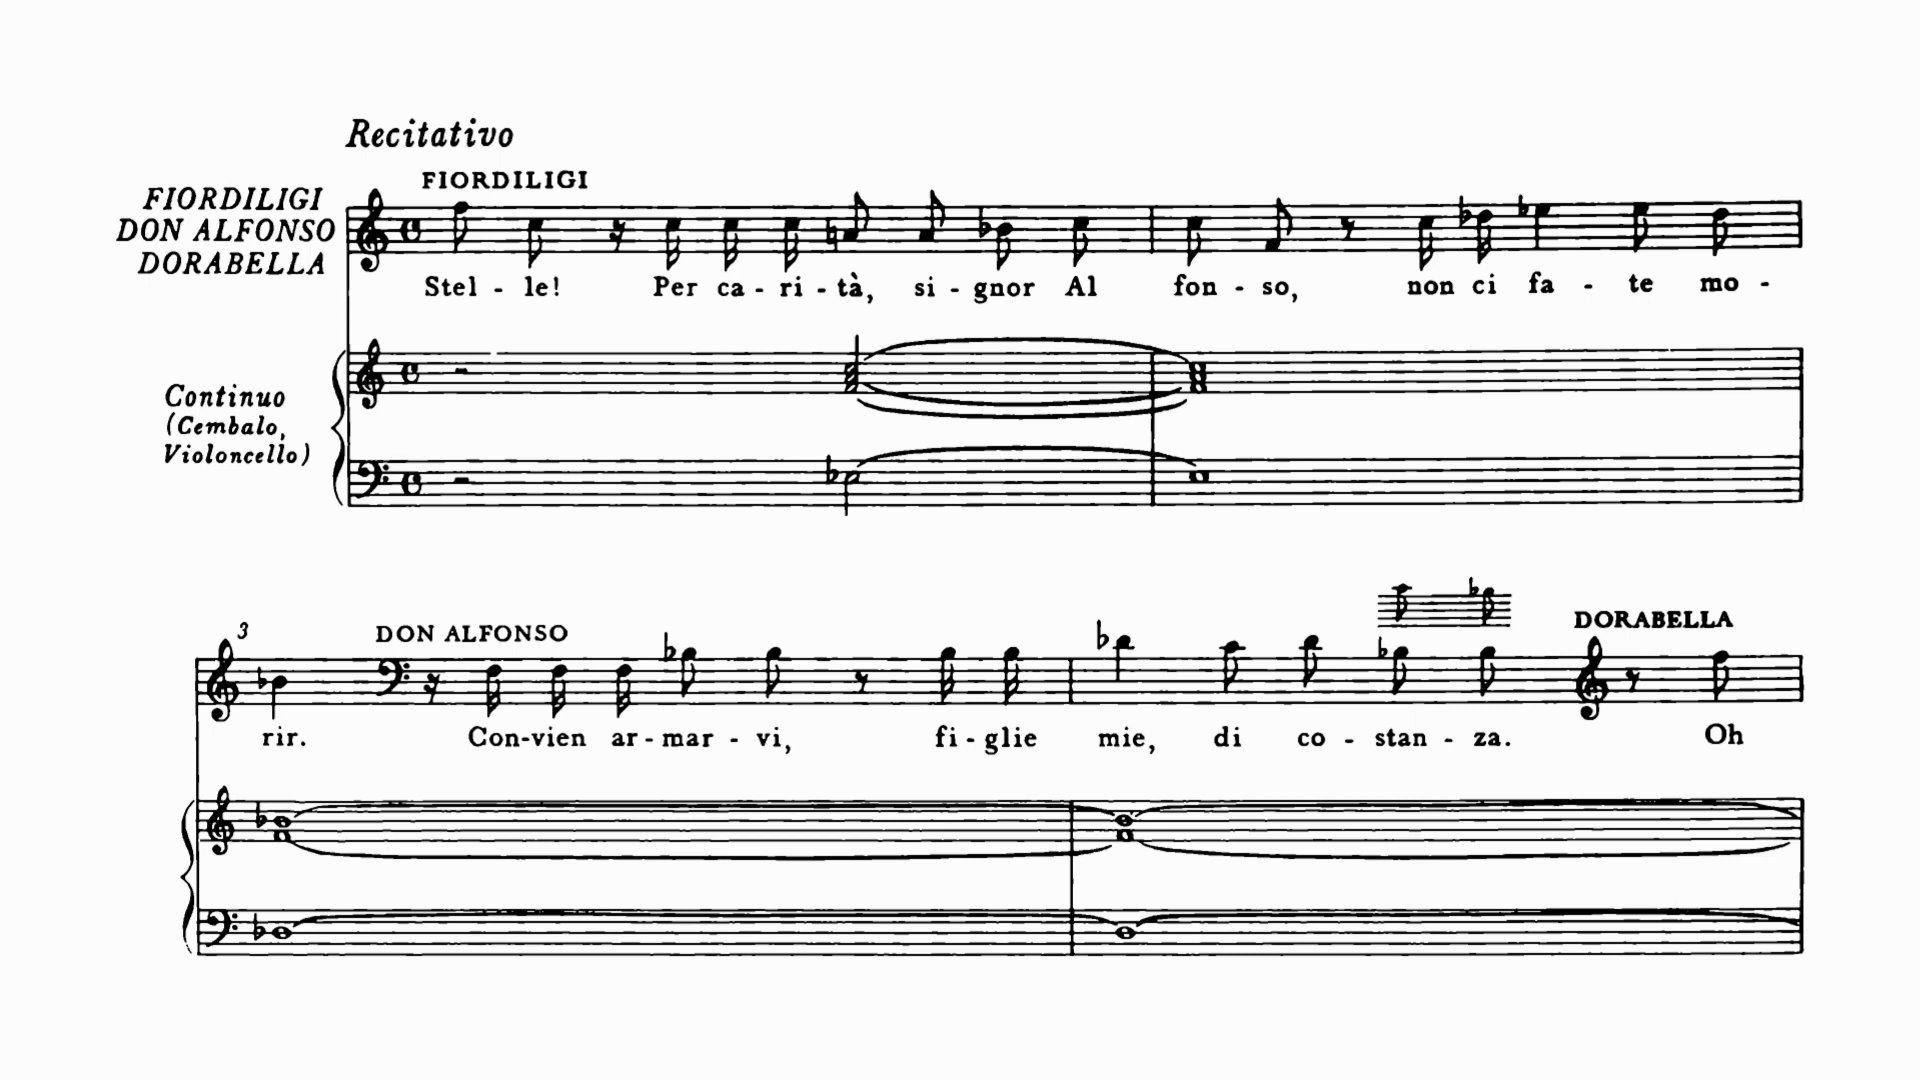 Recitativo
FIORDILIGI
FIORDILIGI
DON ALFONSO
DORABELLA
Stel - le! Per ca - ri - tà, si - gnor Al fon - so, non ci fa - te mo -
Continuo
(Cembalo,
Violoncello)
3
DON ALFONSO
DORABELLA
rir. Con-vien ar-mar - vi, fi-glie mie, di co - stan - za. Oh